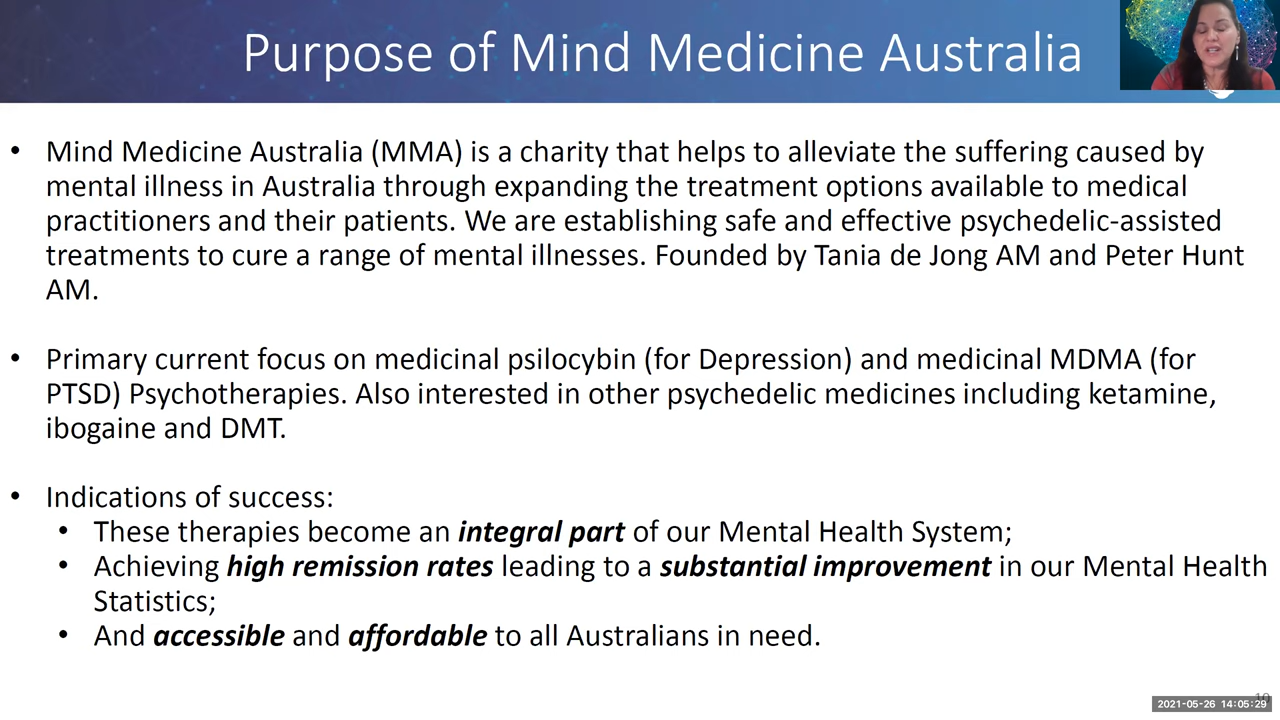 Purpose of Mind Medicine Australia
• Mind Medicine Australia (MMA) is a charity that helps to alleviate the suffering caused by
mental illness in Australia through expanding the treatment options available to medical
practitioners and their patients. We are establishing safe and effective psychedelic-assisted
treatments to cure a range of mental illnesses. Founded by Tania de Jong AM and Peter Hunt
AM.
• Primary current focus on medicinal psilocybin (for Depression) and medicinal MDMA (for
PTSD) Psychotherapies. Also interested in other psychedelic medicines including ketamine,
ibogaine and DMT.
• Indications of success:
• These therapies become an integral part of our Mental Health System;
• Achieving high remission rates leading to a substantial improvement in our Mental Health
Statistics;
• And accessible and affordable to all Australians in need.
10
2021-05-26 14:05:29